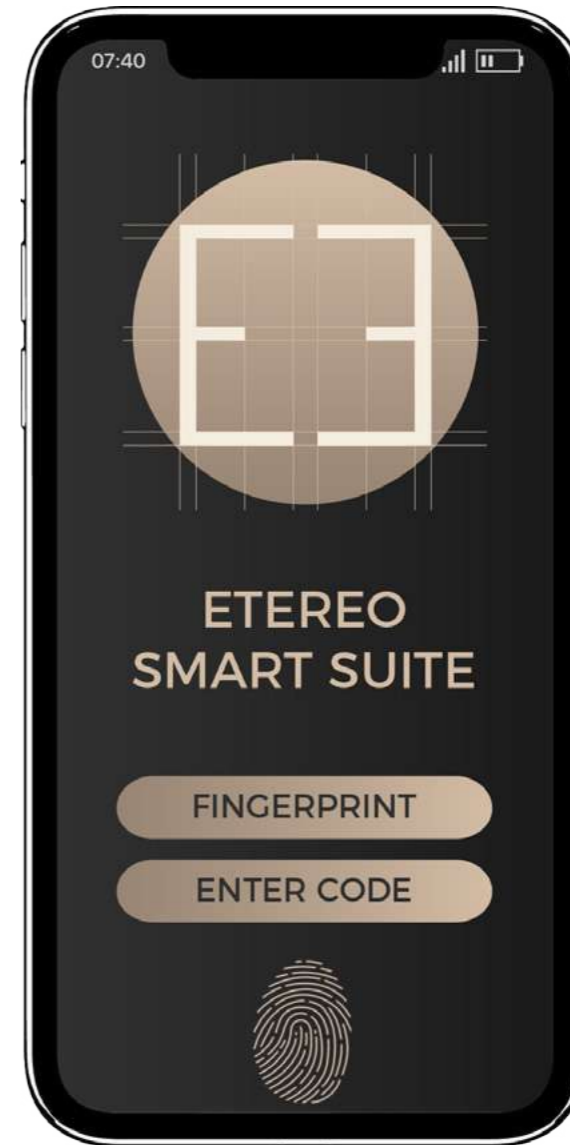 07:40
E E
ETEREO
SMART SUITE
FINGERPRINT
ENTER CODE